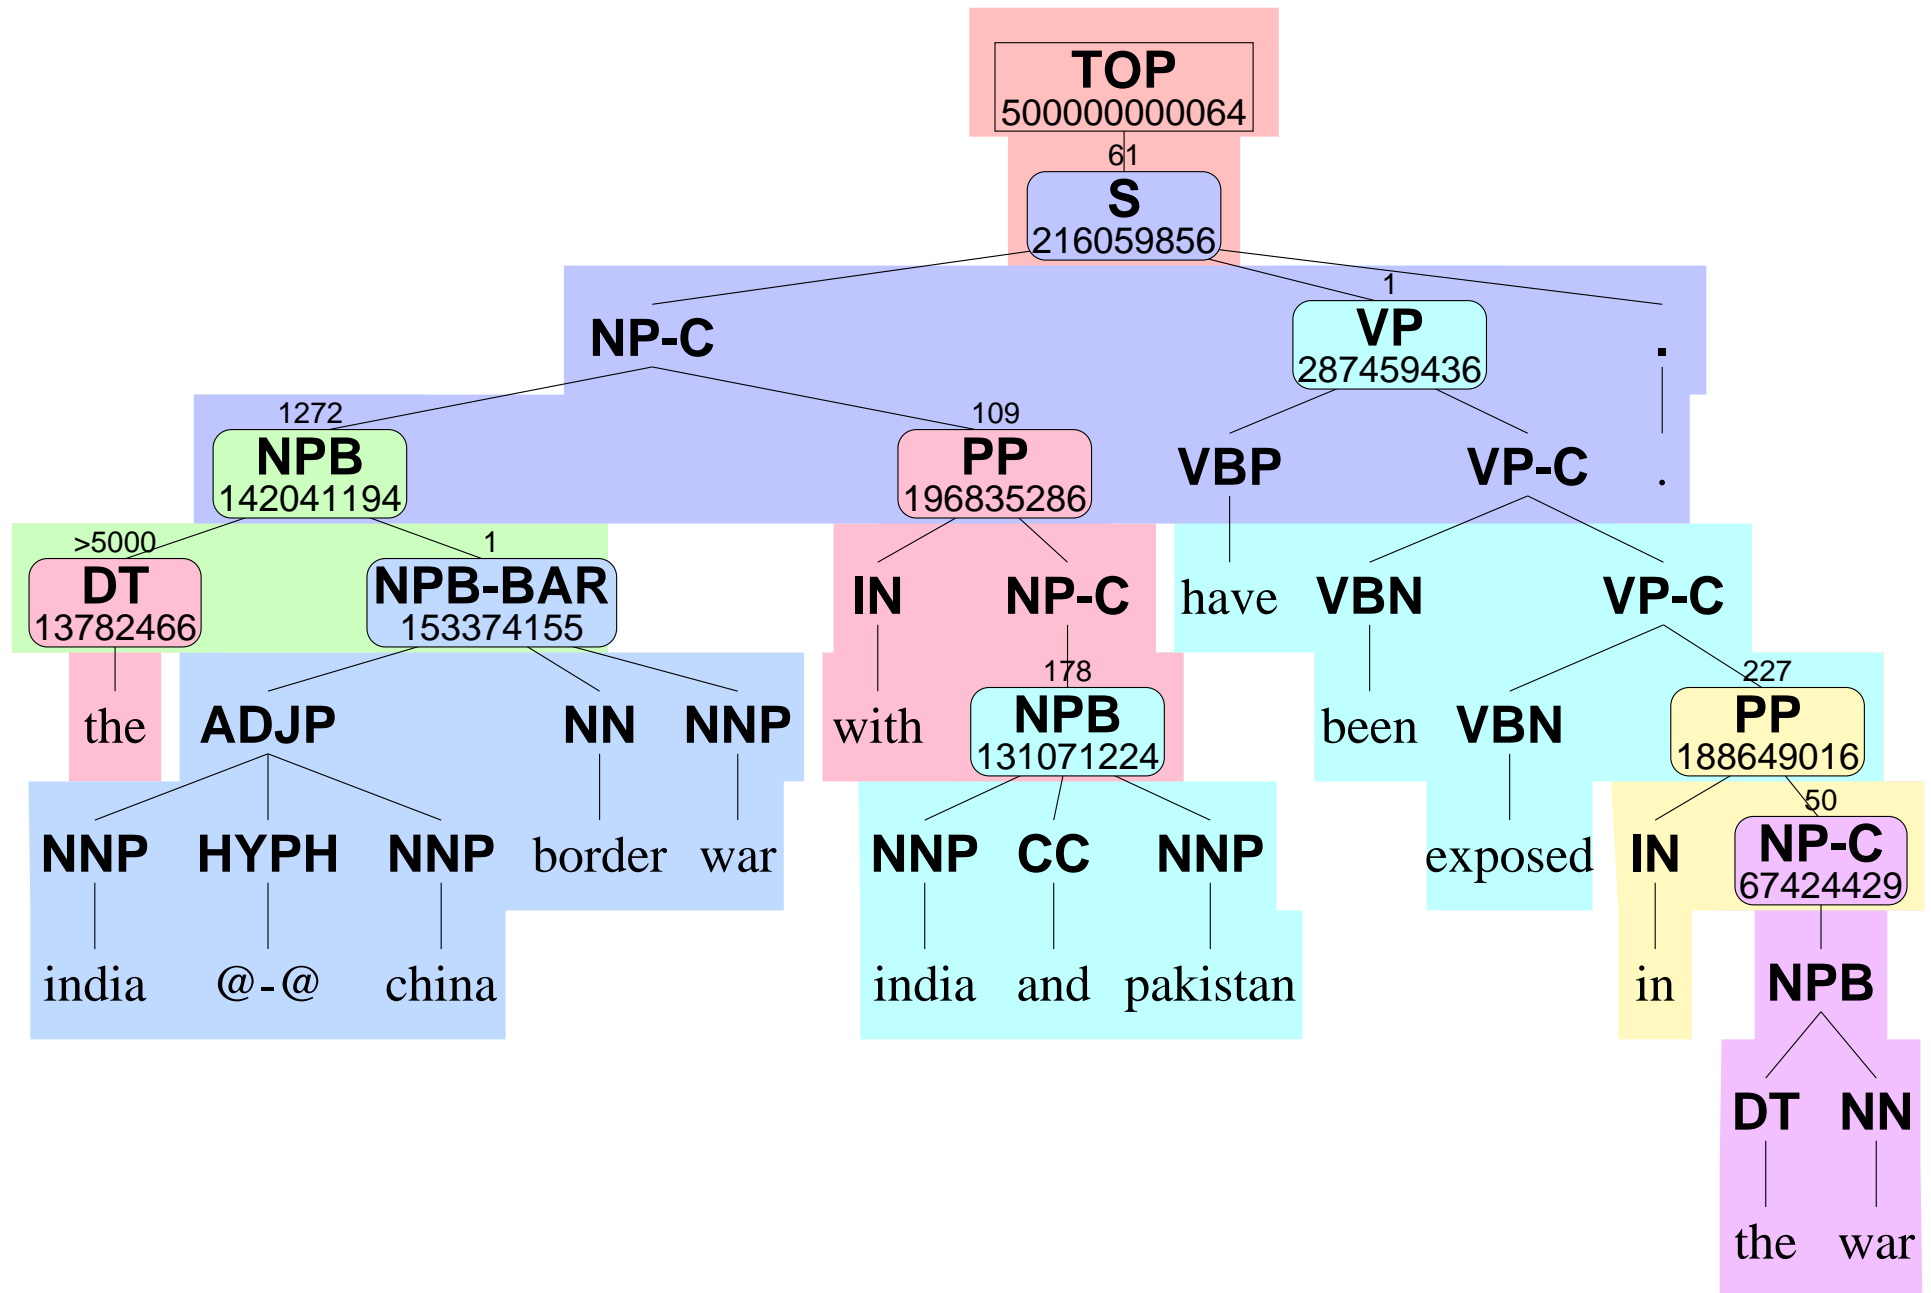 TOP
500000000064
61
S
216059856
1
NP-C VP .
287459436
1272 109
NPB PP VBP VP-C .
142041194 196835286
>5000 1
DT NPB-BAR IN NP-C have VBN VP-C
13782466 153374155
178 227
the ADJP NN NNP with NPB been VBN PP
131071224 188649016
50
NNP HYPH NNP border war NNP CC NNP exposed IN NP-C
67424429
india @-@ china india and pakistan in NPB
DT NN
the war